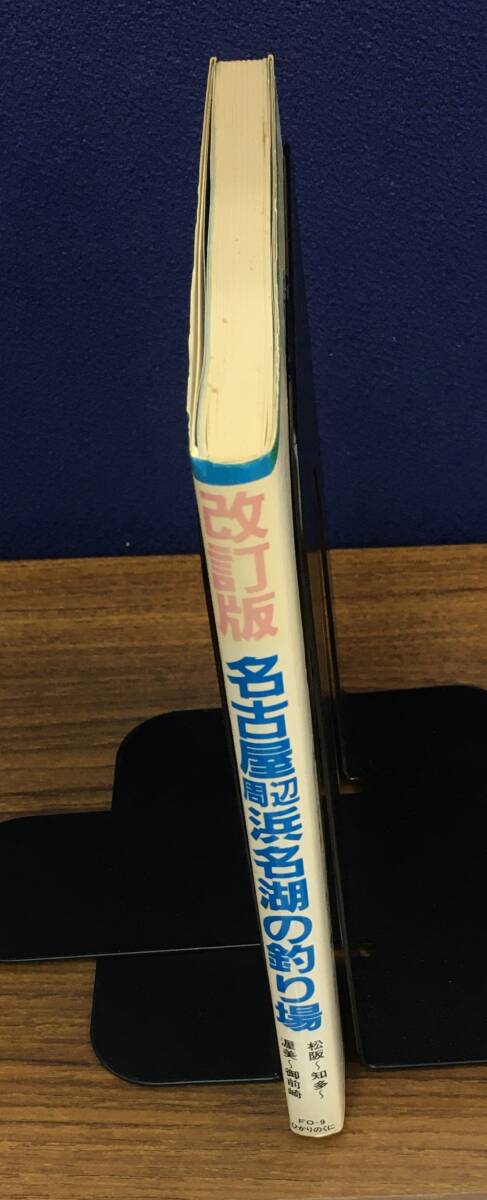 改訂版
名古屋周辺浜名湖の釣り場
松阪～知多～
渥美～御前崎
FO-9
ひかりのくに